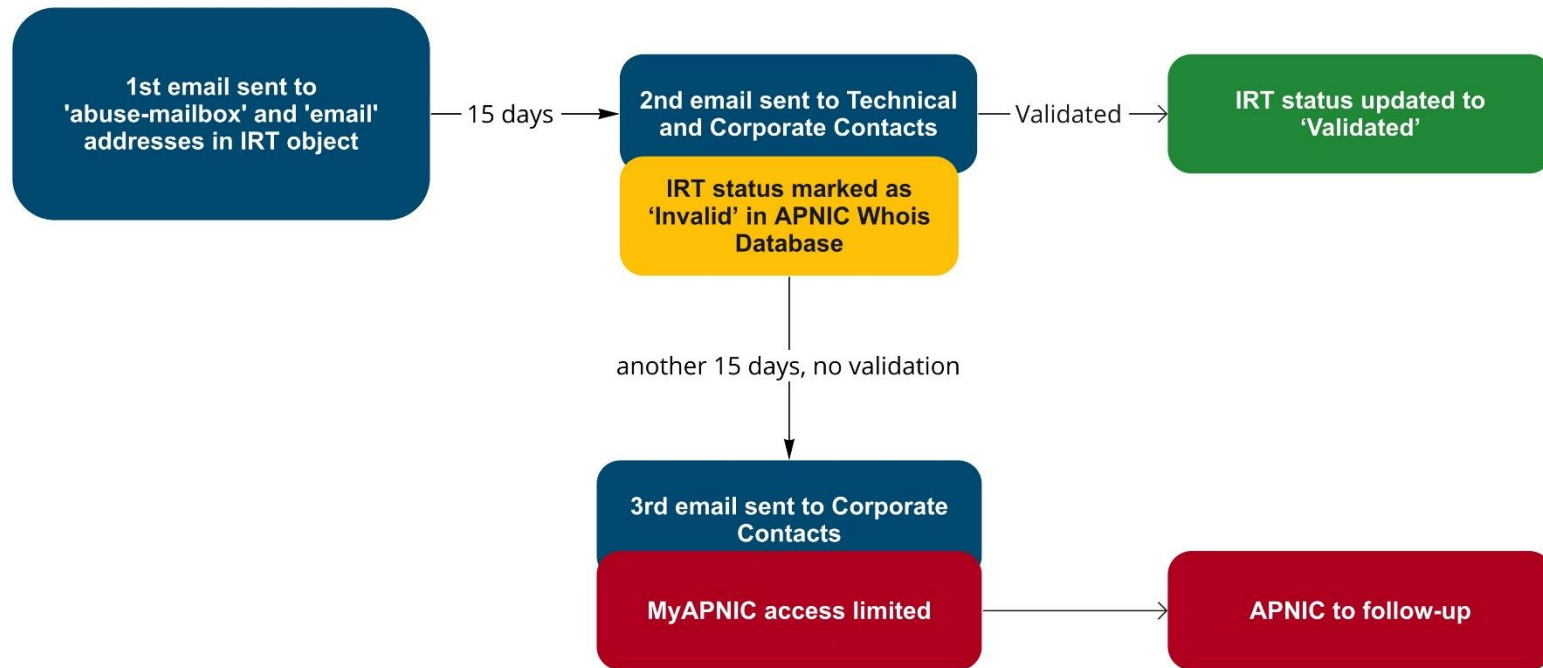 1st email sent to
'abuse-mailbox' and 'email'
addresses in IRT object
15 days
2nd email sent to Technical
and Corporate Contacts
Validated
IRT status updated to
‘Validated’
IRT status marked as
‘Invalid’ in APNIC Whois
Database
another 15 days, no validation
3rd email sent to Corporate
Contacts
MyAPNIC access limited
APNIC to follow-up